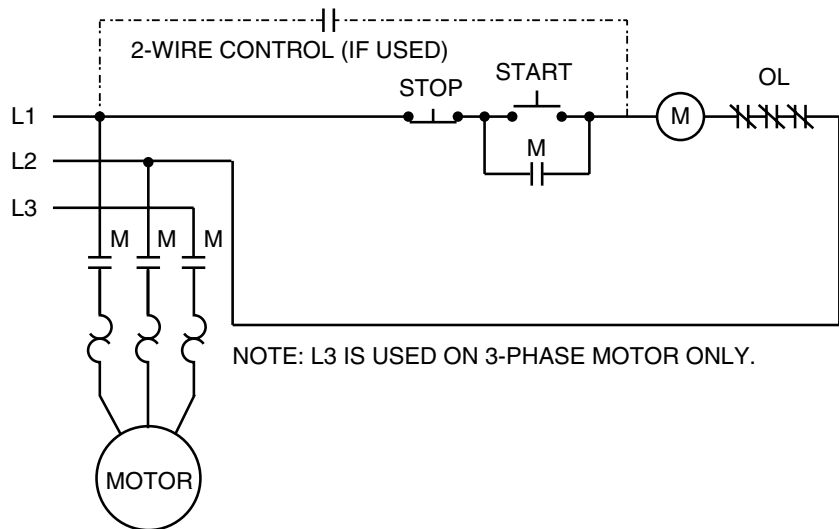 2-WIRE CONTROL (IF USED)
STOP
START
OL
L1
M
M
L2
L3
M
M
M
NOTE: L3 IS USED ON 3-PHASE MOTOR ONLY.
MOTOR